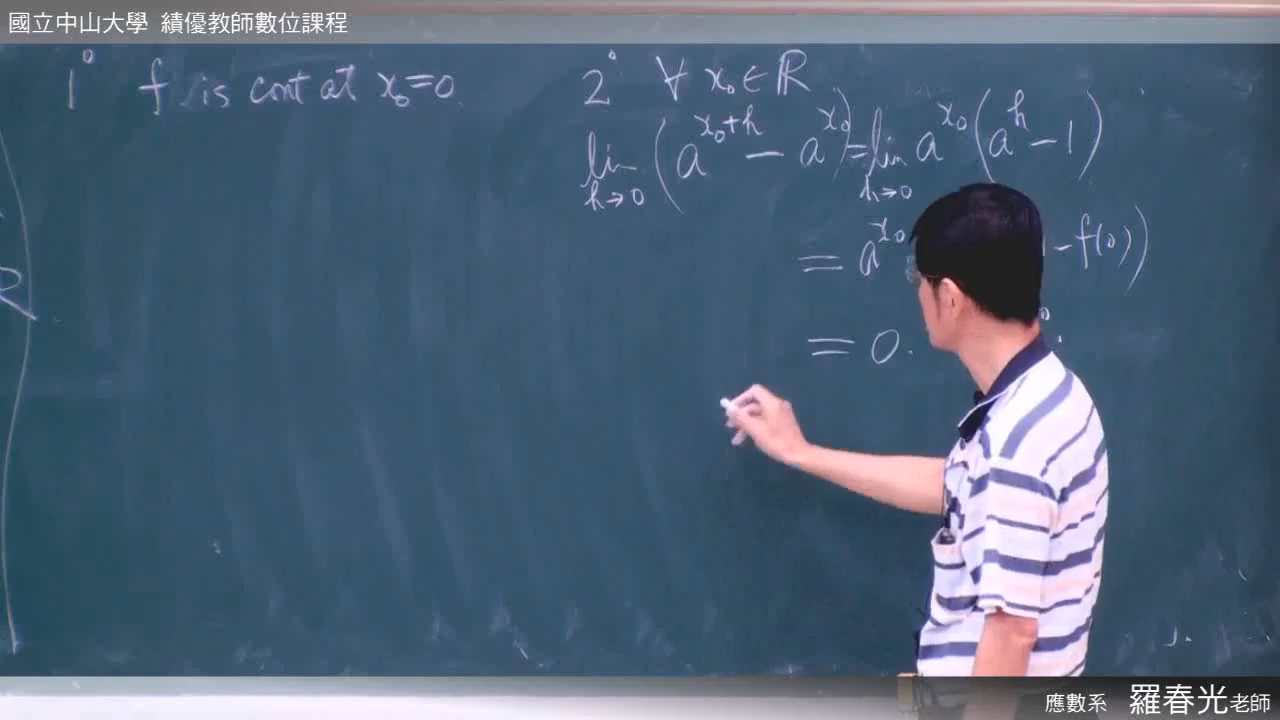 國立中山大學 績優教師數位課程
1° f is cont at x₀=0
2° ∀ x₀∈ℝ
lim h→0 (a^{x₀+h} − a^{x₀}) = lim h→0 a^{x₀} (a^h − 1)
= a^{x₀} − f(0))
= 0.
R
應數系 羅春光老師